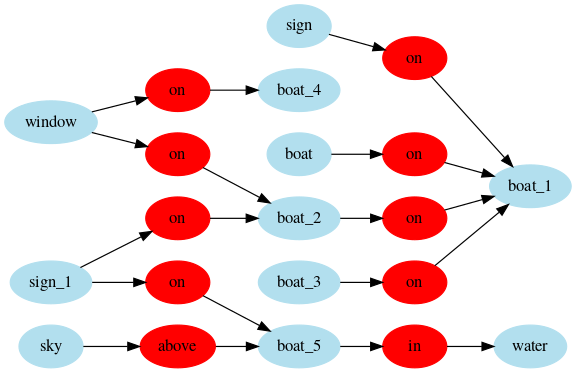 sign
on
on
boat_4
window
on
boat
on
boat_1
on
boat_2
on
sign_1
on
boat_3
on
sky
above
boat_5
in
water